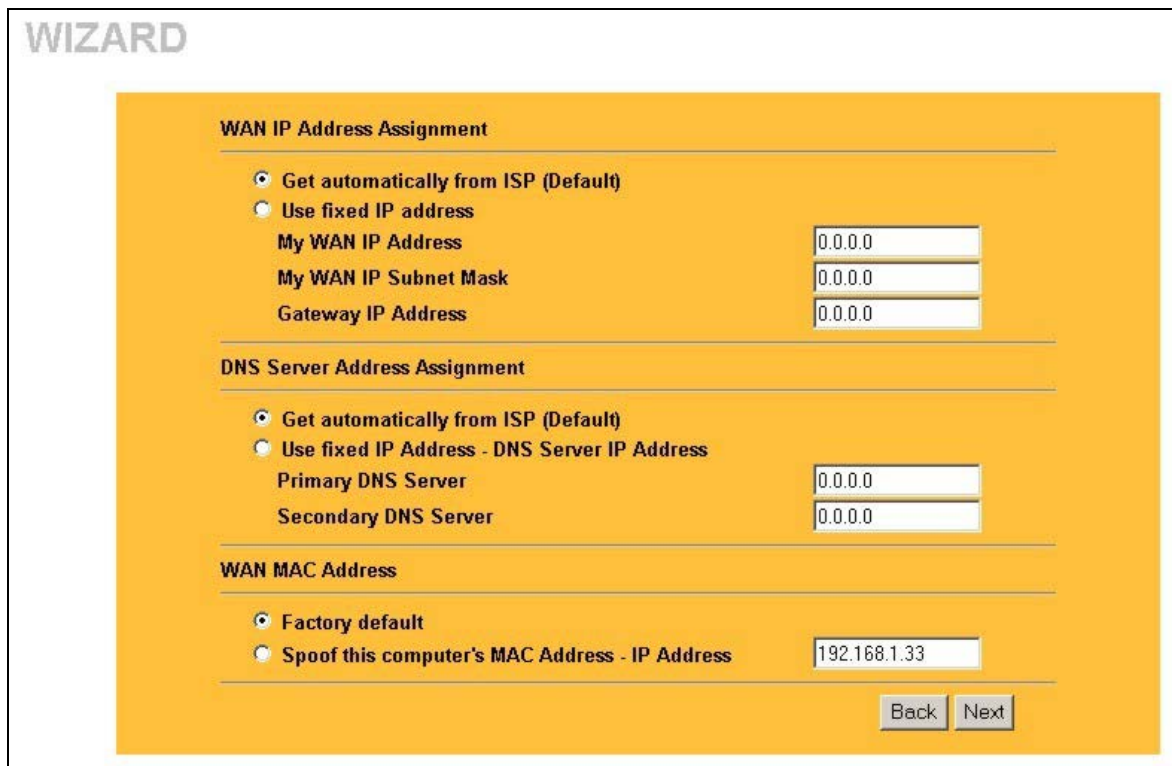 WIZARD
WAN IP Address Assignment
Get automatically from ISP (Default)
Use fixed IP address
My WAN IP Address 0.0.0.0
My WAN IP Subnet Mask 0.0.0.0
Gateway IP Address 0.0.0.0
DNS Server Address Assignment
Get automatically from ISP (Default)
Use fixed IP Address - DNS Server IP Address
Primary DNS Server 0.0.0.0
Secondary DNS Server 0.0.0.0
WAN MAC Address
Factory default
Spoof this computer's MAC Address - IP Address 192.168.1.33
Back Next